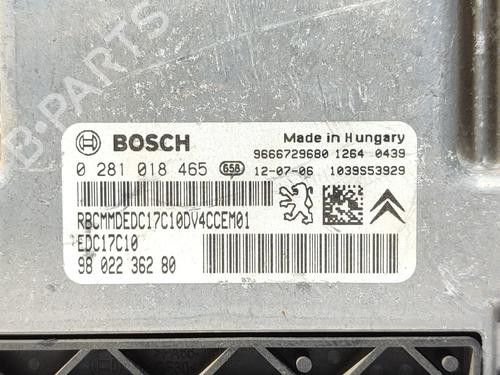 B-PARTS
BOSCH
Made in Hungary
9666729680 1264 0439
0 281 018 465 G58 12-07-06 1039S53929
RBCMMDEDC17C10DV4CCEM01
EDC17C10
98 022 362 80